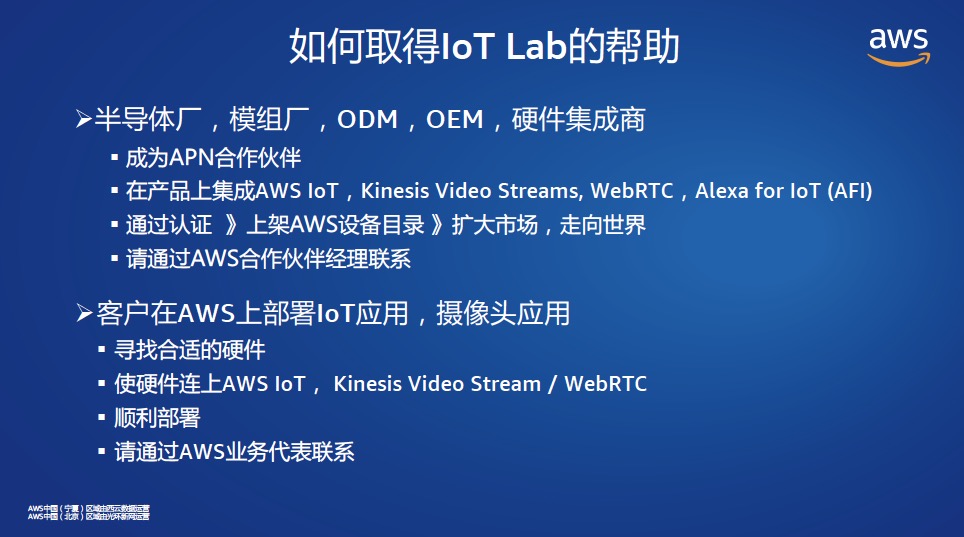 如何取得IoT Lab的帮助
aws
➢半导体厂，模组厂，ODM，OEM，硬件集成商
▪ 成为APN合作伙伴
▪ 在产品上集成AWS IoT，Kinesis Video Streams, WebRTC，Alexa for IoT (AFI)
▪ 通过认证 》上架AWS设备目录 》扩大市场，走向世界
▪ 请通过AWS合作伙伴经理联系
➢客户在AWS上部署IoT应用，摄像头应用
▪ 寻找合适的硬件
▪ 使硬件连上AWS IoT， Kinesis Video Stream / WebRTC
▪ 顺利部署
▪ 请通过AWS业务代表联系
AWS中国（宁夏）区域由西云数据运营
AWS中国（北京）区域由光环新网运营